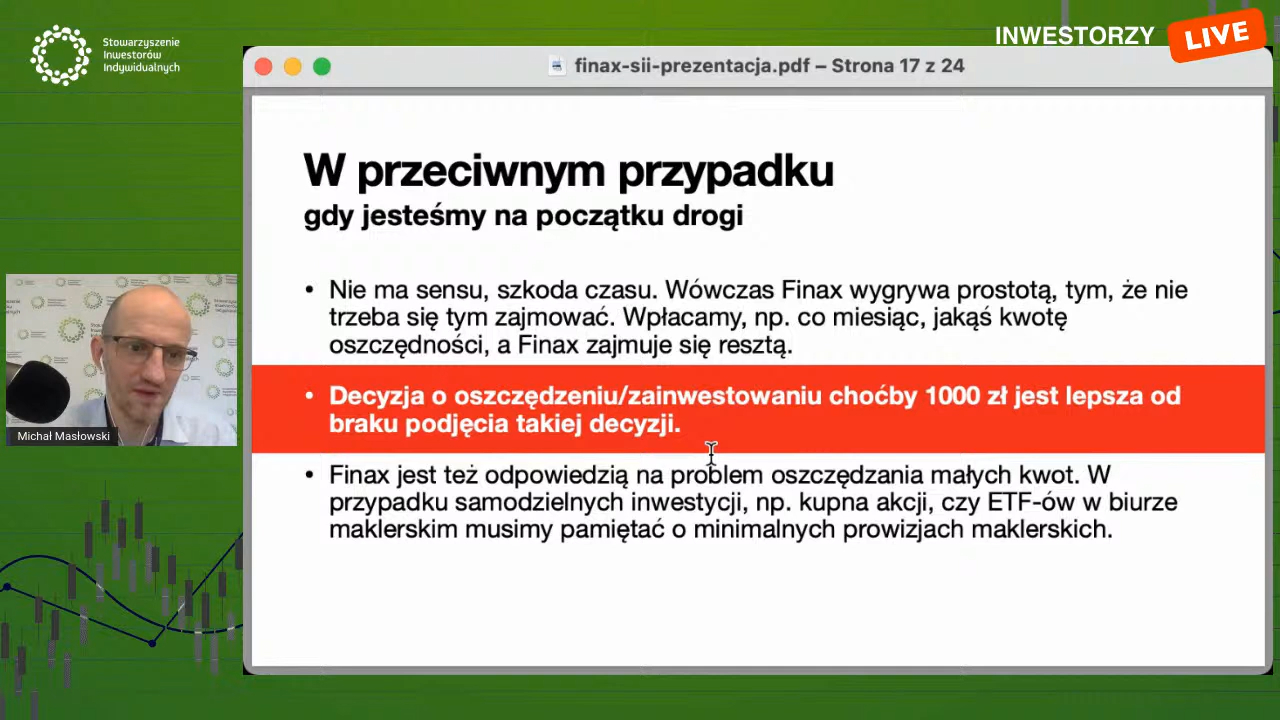 Stowarzyszenie
Inwestorów
Indywidualnych
INWESTORZY LIVE
finax-sii-prezentacja.pdf – Strona 17 z 24
W przeciwnym przypadku
gdy jesteśmy na początku drogi
• Nie ma sensu, szkoda czasu. Wówczas Finax wygrywa prostotą, tym, że nie
trzeba się tym zajmować. Wpłacamy, np. co miesiąc, jakąś kwotę
oszczędności, a Finax zajmuje się resztą.
• Decyzja o oszczędzeniu/zainwestowaniu choćby 1000 zł jest lepsza od
braku podjęcia takiej decyzji.
• Finax jest też odpowiedzią na problem oszczędzania małych kwot. W
przypadku samodzielnych inwestycji, np. kupna akcji, czy ETF-ów w biurze
maklerskim musimy pamiętać o minimalnych prowizjach maklerskich.
Michał Masłowski